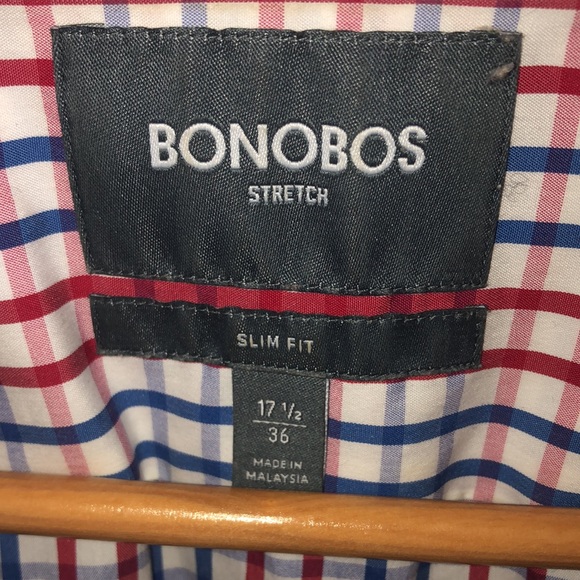 BONOBOS
STRETCH
SLIM FIT
17 1/2
36
MADE IN
MALAYSIA